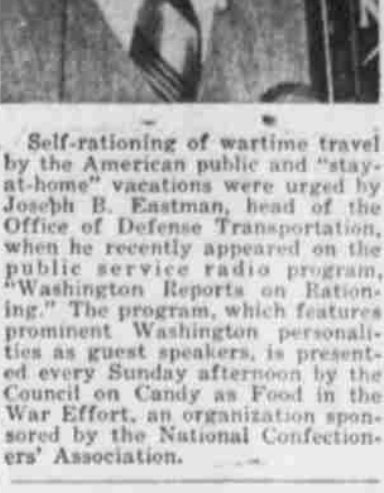 Self-rationing of wartime travel
by the American public and "stay-
at-home" vacations were urged by
Joseph B. Eastman, head of the
Office of Defense Transportation,
when he recently appeared on the
public service radio program,
"Washington Reports on Ration-
ing." The program, which features
prominent Washington personali-
ties as guest speakers, is present-
ed every Sunday afternoon by the
Council on Candy as Food in the
War Effort, an organization spon-
sored by the National Confection-
ers' Association.